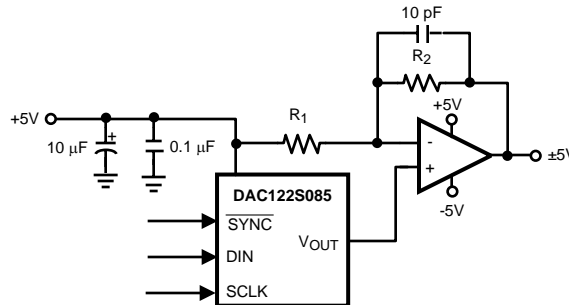 10 pF
R2
+5V
R1
+5V
10 μF
+
0.1 μF
-
+
±5V
-5V
DAC122S085
SYNC
VOUT
DIN
SCLK